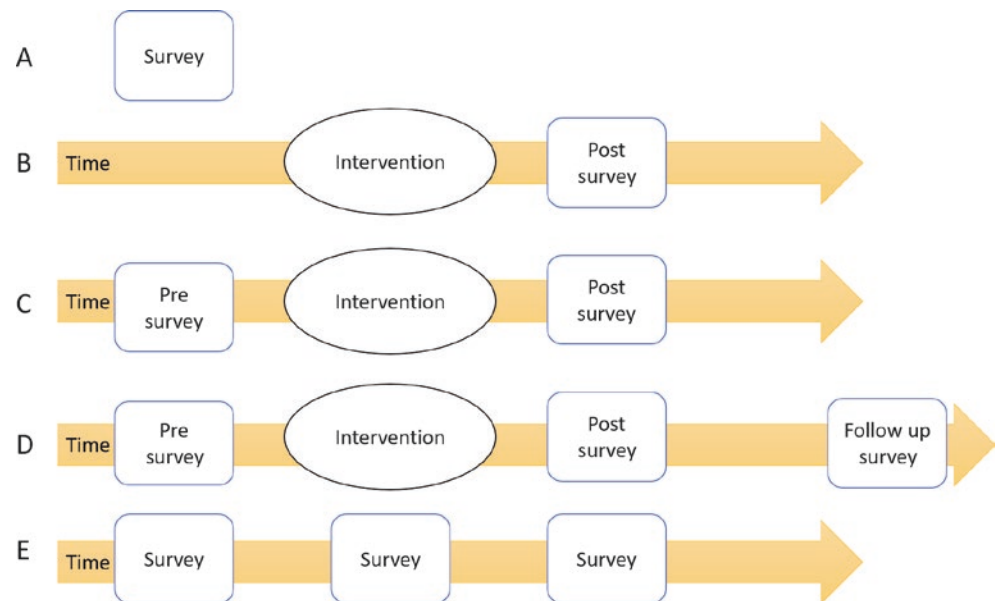 A
Survey
B
Time
Intervention
Post
survey
C
Time
Pre
survey
Intervention
Post
survey
D
Time
Pre
survey
Intervention
Post
survey
Follow up
survey
E
Time
Survey
Survey
Survey